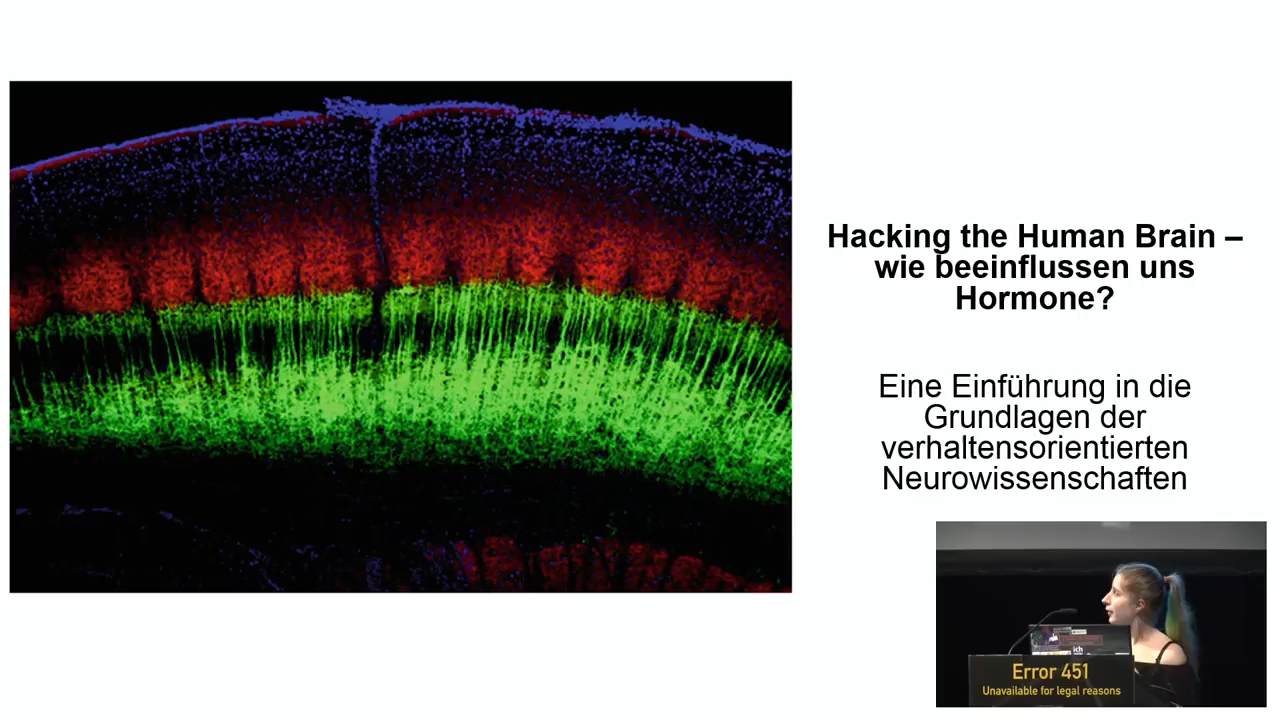 Hacking the Human Brain –
wie beeinflussen uns
Hormone?
Eine Einführung in die
Grundlagen der
verhaltensorientierten
Neurowissenschaften
ich
Error 451
Unavailable for legal reasons